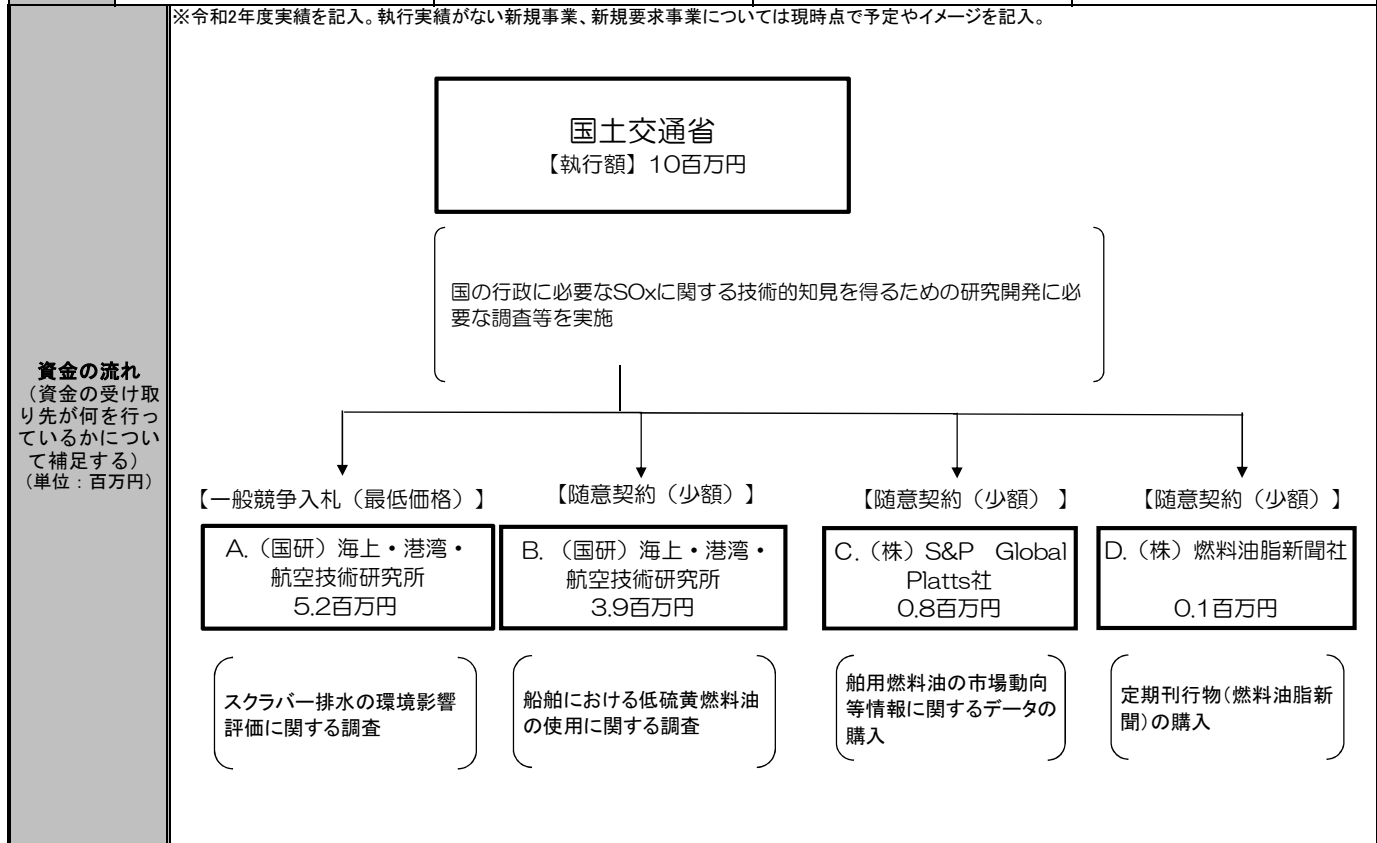 ※令和2年度実績を記入。執行実績がない新規事業、新規要求事業については現時点で予定やイメージを記入。
国土交通省
【執行額】10百万円
国の行政に必要なSOxに関する技術的知見を得るための研究開発に必
要な調査等を実施
資金の流れ
（資金の受け取
り先が何を行っ
ているかについ
て補足する）
（単位：百万円）
【一般競争入札（最低価格）】
A.（国研）海上・港湾・
航空技術研究所
5.2百万円
スクラバー排水の環境影響
評価に関する調査
【随意契約（少額）】
B. （国研）海上・港湾・
航空技術研究所
3.9百万円
船舶における低硫黄燃料油
の使用に関する調査
【随意契約（少額） 】
C.（株）S&P Global
Platts社
0.8百万円
舶用燃料油の市場動向
等情報に関するデータの
購入
【随意契約（少額）】
D.（株）燃料油脂新聞社
0.1百万円
定期刊行物（燃料油脂新
聞）の購入